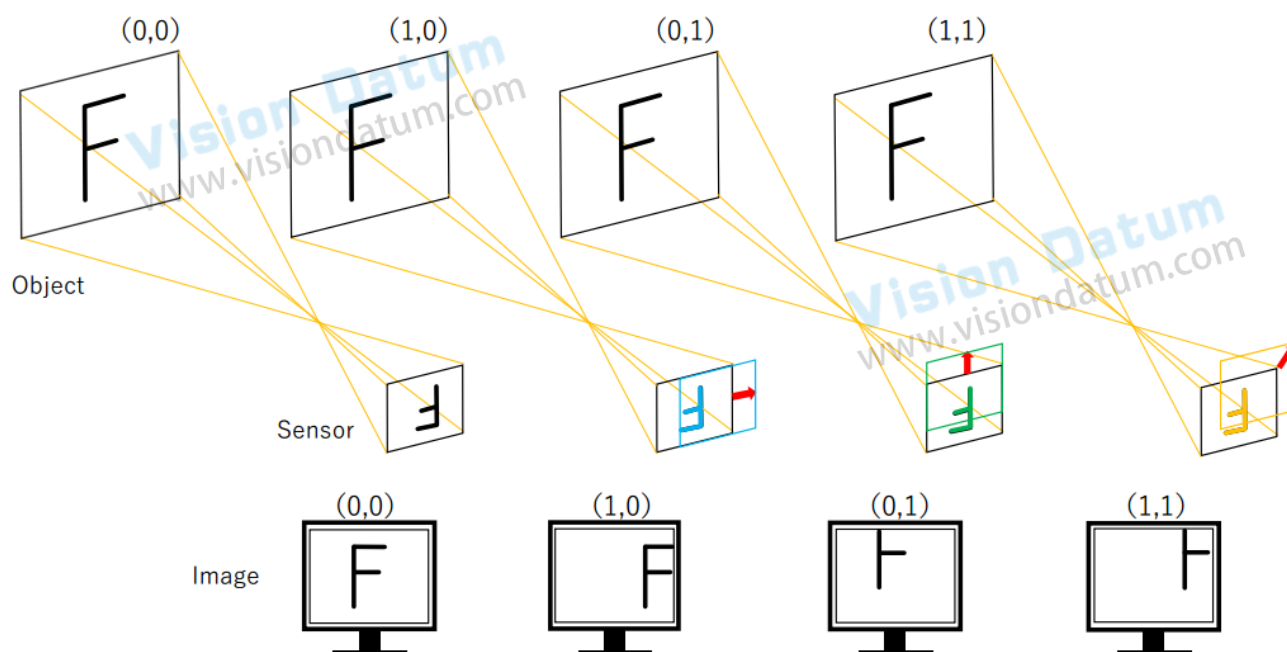 (0,0) (1,0) (0,1) (1,1)
F F F F
Vision Datum
www.visiondatum.com
Vision Datum
www.visiondatum.com
Object
Sensor
F F F F
(0,0) (1,0) (0,1) (1,1)
Image
F F F F